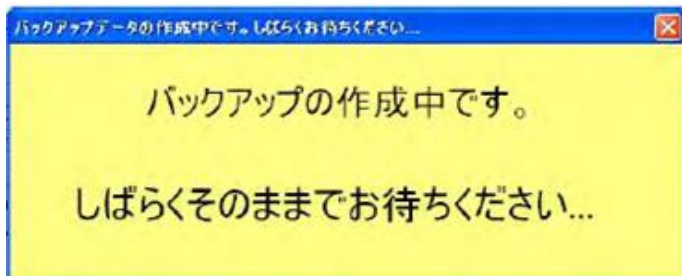 バックアップデータの作成中です。しばらくお待ちください...
バックアップの作成中です。
しばらくそのままでお待ちください...